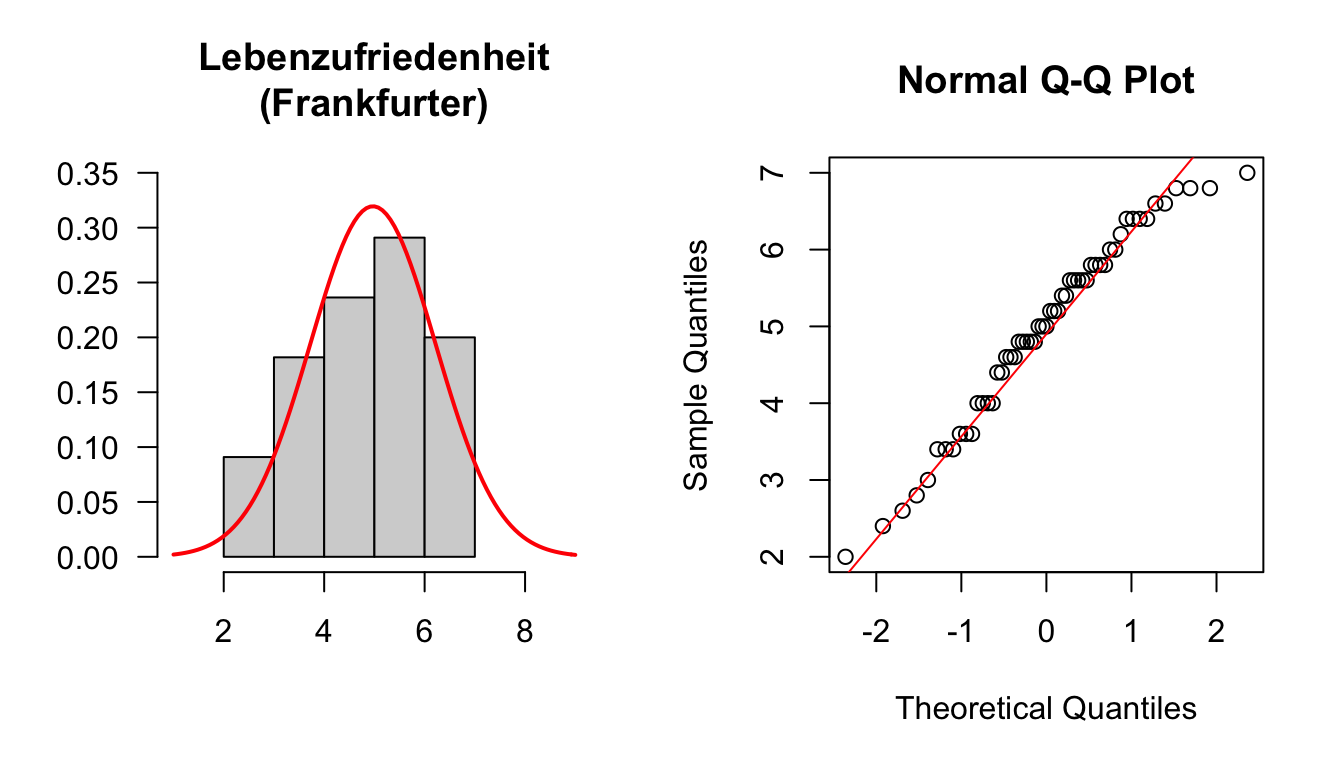 Lebenzufriedenheit
(Frankfurter)
0.35
0.30
0.25
0.20
0.15
0.10
0.05
0.00
2 4 6 8
Normal Q-Q Plot
Sample Quantiles
7
6
5
4
3
2
-2 -1 0 1 2
Theoretical Quantiles